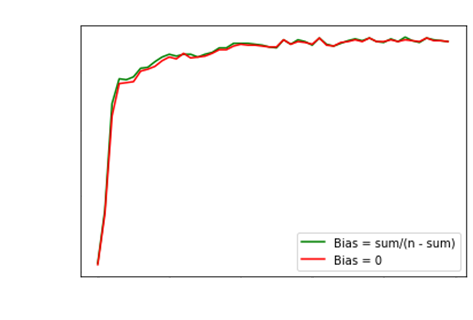 Bias = sum/(n - sum)
Bias = 0